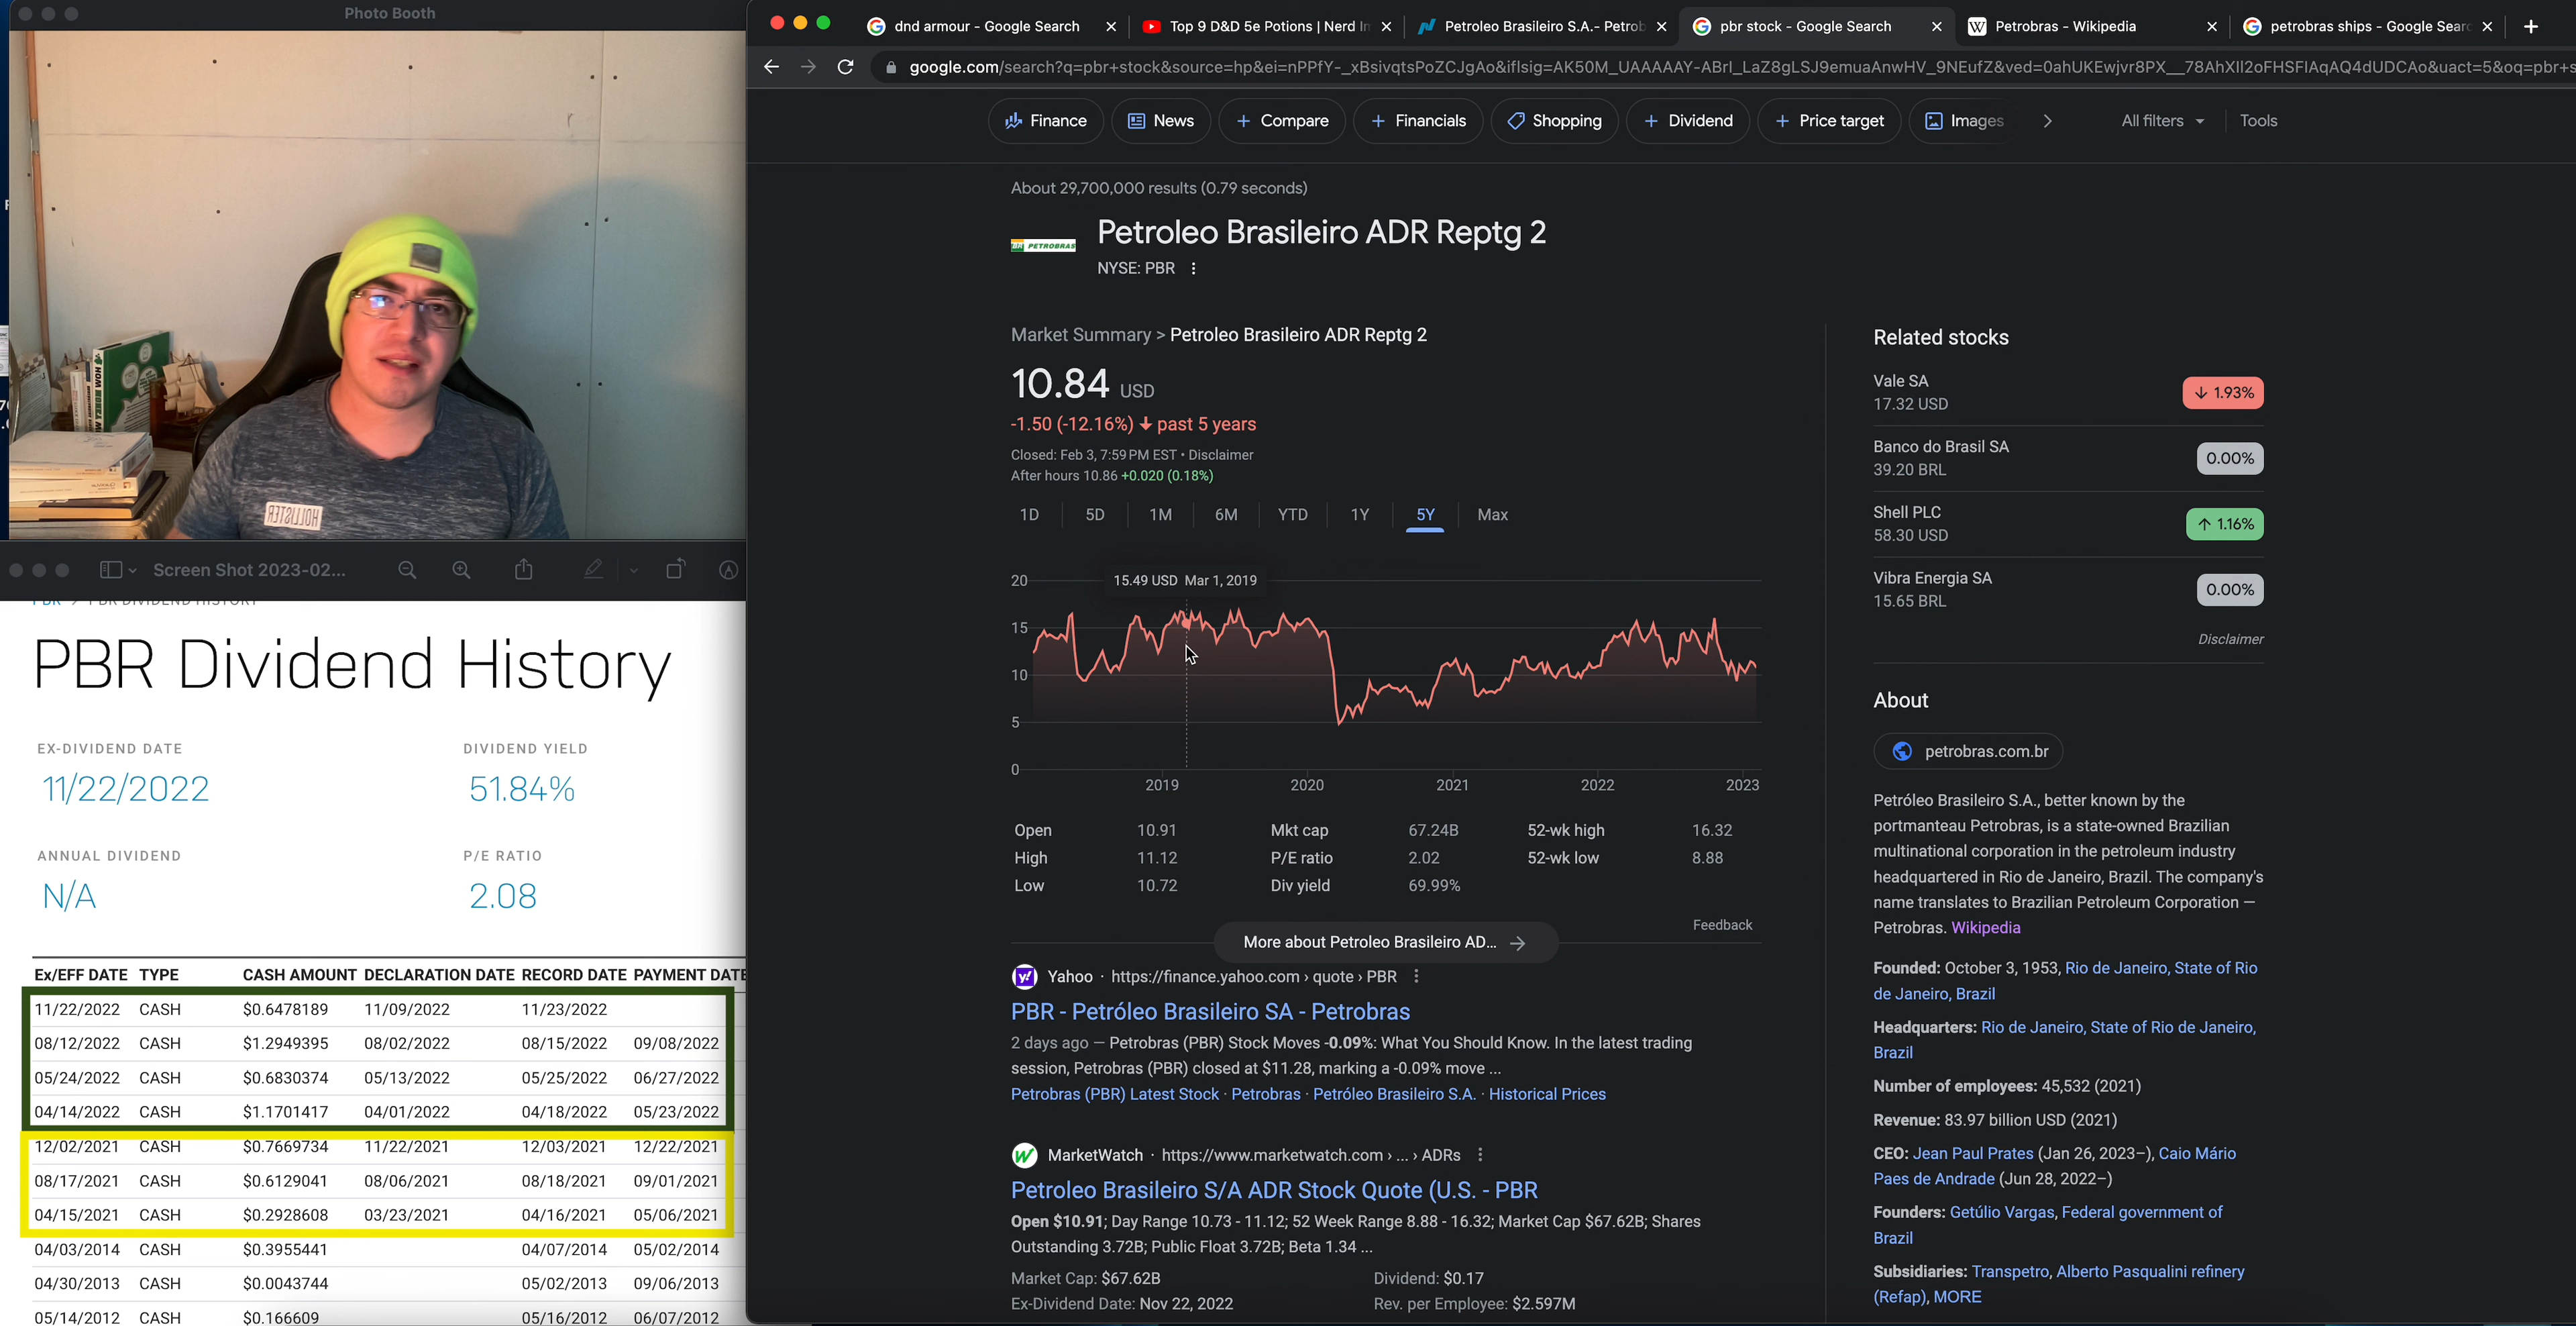 Photo Booth
HOLLISTER
Screen Shot 2023-02...
PBR > PBR DIVIDEND HISTORY
PBR Dividend History
EX-DIVIDEND DATE
11/22/2022
DIVIDEND YIELD
51.84%
ANNUAL DIVIDEND
N/A
P/E RATIO
2.08
Ex/EFF DATE TYPE CASH AMOUNT DECLARATION DATE RECORD DATE PAYMENT DATE
11/22/2022 CASH $0.6478189 11/09/2022 11/23/2022
08/12/2022 CASH $1.2949395 08/02/2022 08/15/2022 09/08/2022
05/24/2022 CASH $0.6830374 05/13/2022 05/25/2022 06/27/2022
04/14/2022 CASH $1.1701417 04/01/2022 04/18/2022 05/23/2022
12/02/2021 CASH $0.7669734 11/22/2021 12/03/2021 12/22/2021
08/17/2021 CASH $0.6129041 08/06/2021 08/18/2021 09/01/2021
04/15/2021 CASH $0.2928608 03/23/2021 04/16/2021 05/06/2021
04/03/2014 CASH $0.3955441 04/07/2014 05/02/2014
04/30/2013 CASH $0.0043744 05/02/2013 09/06/2013
05/14/2012 CASH $0.166609 05/16/2012 06/07/2012
dnd armour - Google Search
Top 9 D&D 5e Potions | Nerd In
Petroleo Brasileiro S.A.- Petrob
pbr stock - Google Search
Petrobras - Wikipedia
petrobras ships - Google Searc
google.com/search?q=pbr+stock&source=hp&ei=nPPfY-_xBsivqtsPoZCJgAo&iflsig=AK50M_UAAAAAY-ABrI_LaZ8gLSJ9emuaAnwHV_9NEufZ&ved=0ahUKEwjvr8PX__78AhXII2oFHSFIAqAQ4dUDCAo&uact=5&oq=pbr+s
Finance News + Compare + Financials Shopping + Dividend + Price target Images All filters Tools
About 29,700,000 results (0.79 seconds)
BR PETROBRAS
Petroleo Brasileiro ADR Reptg 2
NYSE: PBR
Market Summary > Petroleo Brasileiro ADR Reptg 2
10.84 USD
-1.50 (-12.16%) ↓ past 5 years
Closed: Feb 3, 7:59 PM EST • Disclaimer
After hours 10.86 +0.020 (0.18%)
1D 5D 1M 6M YTD 1Y 5Y Max
15.49 USD Mar 1, 2019
20
15
10
5
0
2019 2020 2021 2022 2023
Open 10.91 Mkt cap 67.24B 52-wk high 16.32
High 11.12 P/E ratio 2.02 52-wk low 8.88
Low 10.72 Div yield 69.99%
Feedback
More about Petroleo Brasileiro AD... →
Yahoo · https://finance.yahoo.com › quote › PBR
PBR - Petróleo Brasileiro SA - Petrobras
2 days ago — Petrobras (PBR) Stock Moves -0.09%: What You Should Know. In the latest trading
session, Petrobras (PBR) closed at $11.28, marking a -0.09% move ...
Petrobras (PBR) Latest Stock · Petrobras · Petróleo Brasileiro S.A. · Historical Prices
MarketWatch · https://www.marketwatch.com › ... › ADRs
Petroleo Brasileiro S/A ADR Stock Quote (U.S. - PBR
Open $10.91; Day Range 10.73 - 11.12; 52 Week Range 8.88 - 16.32; Market Cap $67.62B; Shares
Outstanding 3.72B; Public Float 3.72B; Beta 1.34 ...
Market Cap: $67.62B Dividend: $0.17
Ex-Dividend Date: Nov 22, 2022 Rev. per Employee: $2.597M
Related stocks
Vale SA
17.32 USD
↓ 1.93%
Banco do Brasil SA
39.20 BRL
0.00%
Shell PLC
58.30 USD
↑ 1.16%
Vibra Energia SA
15.65 BRL
0.00%
Disclaimer
About
petrobras.com.br
Petróleo Brasileiro S.A., better known by the
portmanteau Petrobras, is a state-owned Brazilian
multinational corporation in the petroleum industry
headquartered in Rio de Janeiro, Brazil. The company's
name translates to Brazilian Petroleum Corporation —
Petrobras. Wikipedia
Founded: October 3, 1953, Rio de Janeiro, State of Rio
de Janeiro, Brazil
Headquarters: Rio de Janeiro, State of Rio de Janeiro,
Brazil
Number of employees: 45,532 (2021)
Revenue: 83.97 billion USD (2021)
CEO: Jean Paul Prates (Jan 26, 2023–), Caio Mário
Paes de Andrade (Jun 28, 2022–)
Founders: Getúlio Vargas, Federal government of
Brazil
Subsidiaries: Transpetro, Alberto Pasqualini refinery
(Refap), MORE